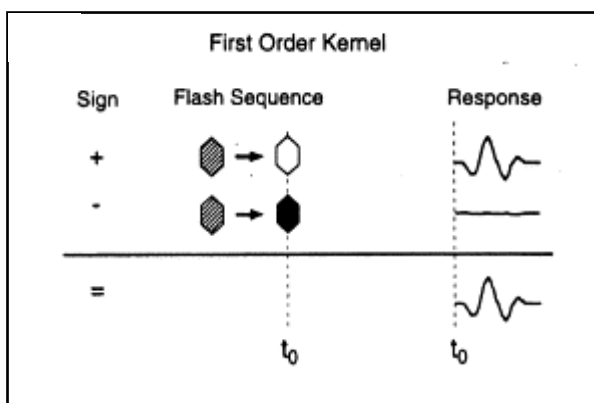 First Order Kernel
Sign Flash Sequence Response
+
-
=
t₀ t₀